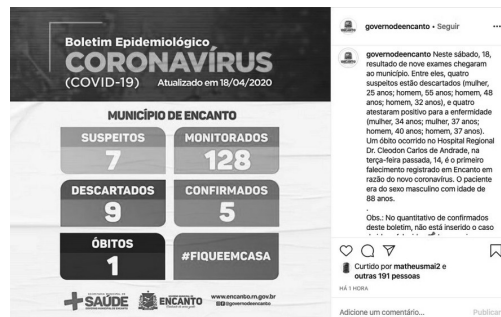 Boletim Epidemiológico
CORONAVÍRUS
(COVID-19) Atualizado em 18/04/2020
MUNICÍPIO DE ENCANTO
SUSPEITOS
7
MONITORADOS
128
DESCARTADOS
9
CONFIRMADOS
5
ÓBITOS
1
#FIQUEEMCASA
SAÚDE
ENCANTO
www.encanto.rn.gov.br
@governodeencanto
governodeencanto • Seguir
governodeencanto Neste sábado, 18,
resultado de nove exames chegaram
ao município. Entre eles, quatro
suspeitos estão descartados (mulher,
25 anos; homem, 55 anos; homem, 48
anos; homem, 32 anos), e quatro
atestaram positivo para a enfermidade
(mulher, 34 anos; mulher, 37 anos;
homem, 40 anos; homem, 37 anos).
Um óbito ocorrido no Hospital Regional
Dr. Cleodon Carlos de Andrade, na
terça-feira passada, 14, é o primeiro
falecimento registrado em Encanto em
razão do novo coronavírus. O paciente
era do sexo masculino com idade de
88 anos.
.
Obs.: No quantitativo de confirmados
deste boletim, não está inserido o caso
Curtido por matheusmai2 e
outras 191 pessoas
HÁ 1 HORA
Adicione um comentário...
Publicar